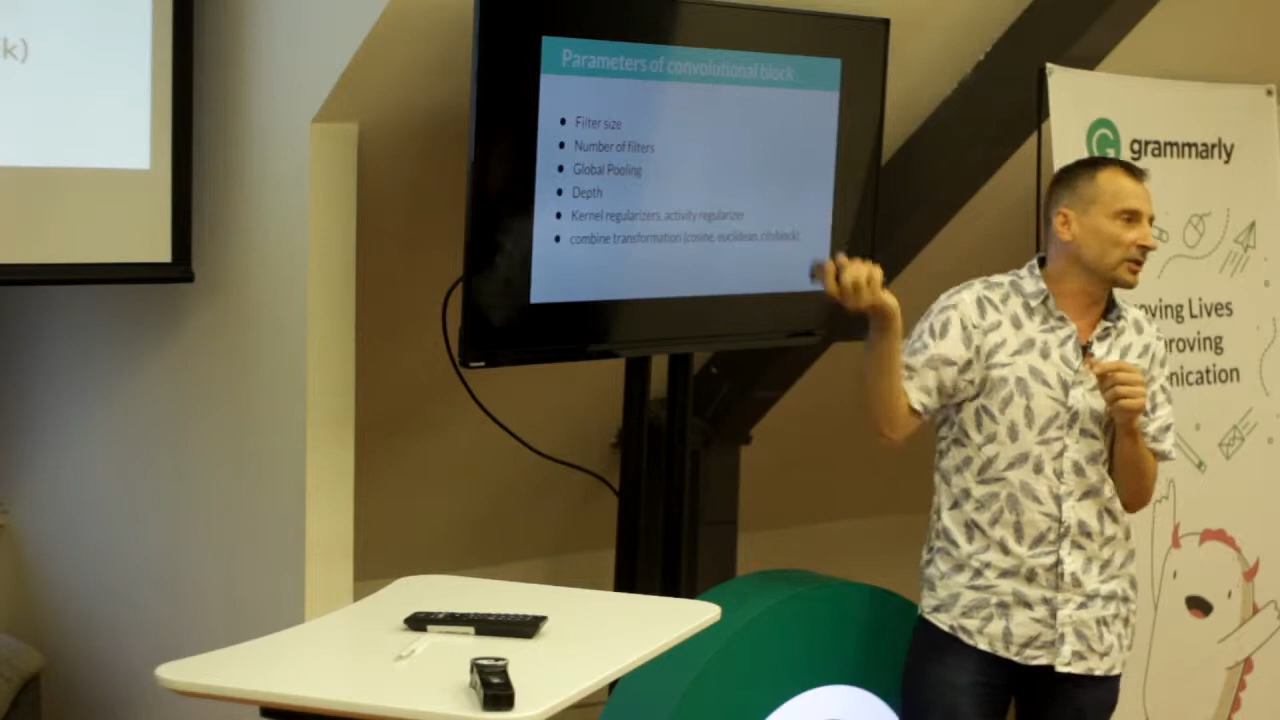 k)
Parameters of convolutional block
Filter size
Number of filters
Global Pooling
Depth
Kernel regularizers, activity regularizer
combine transformation (cosine, euclidean, cityblock)
grammarly
oving Lives
proving
nication